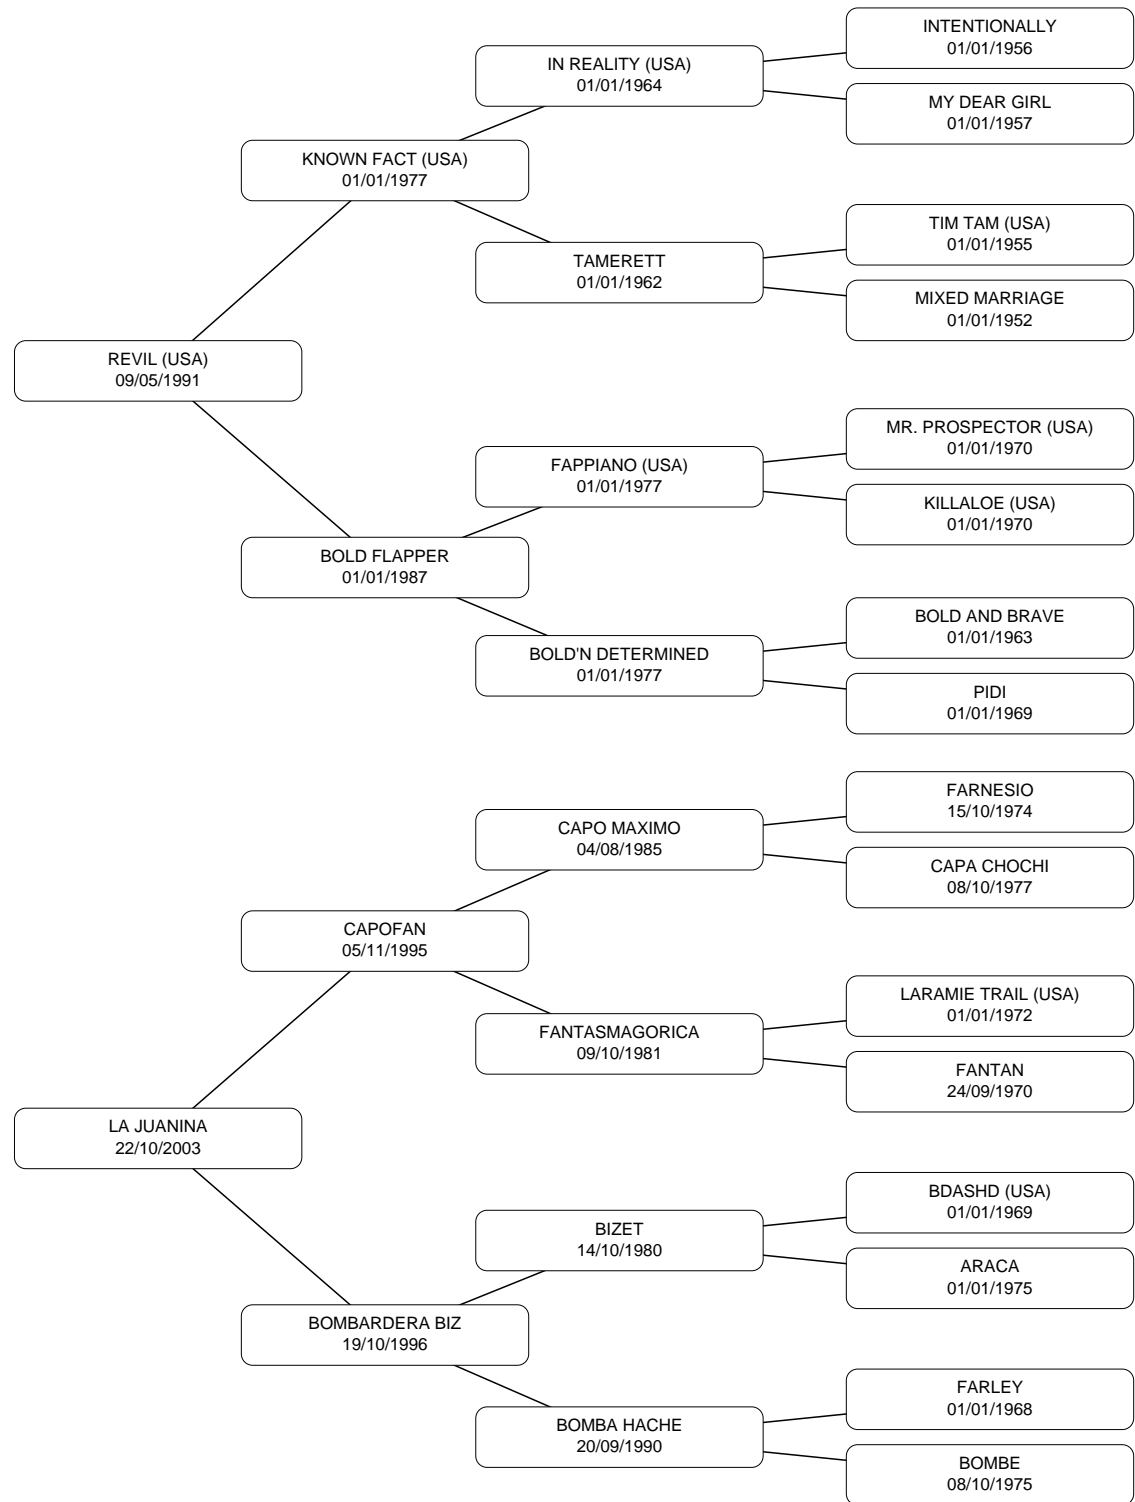 INTENTIONALLY
01/01/1956
IN REALITY (USA)
01/01/1964
MY DEAR GIRL
01/01/1957
KNOWN FACT (USA)
01/01/1977
TIM TAM (USA)
01/01/1955
TAMERETT
01/01/1962
MIXED MARRIAGE
01/01/1952
REVIL (USA)
09/05/1991
MR. PROSPECTOR (USA)
01/01/1970
FAPPIANO (USA)
01/01/1977
KILLALOE (USA)
01/01/1970
BOLD FLAPPER
01/01/1987
BOLD AND BRAVE
01/01/1963
BOLD'N DETERMINED
01/01/1977
PIDI
01/01/1969
FARNESIO
15/10/1974
CAPO MAXIMO
04/08/1985
CAPA CHOCHI
08/10/1977
CAPOFAN
05/11/1995
LARAMIE TRAIL (USA)
01/01/1972
FANTASMAGORICA
09/10/1981
FANTAN
24/09/1970
LA JUANINA
22/10/2003
BDASHD (USA)
01/01/1969
BIZET
14/10/1980
ARACA
01/01/1975
BOMBARDERA BIZ
19/10/1996
FARLEY
01/01/1968
BOMBA HACHE
20/09/1990
BOMBE
08/10/1975